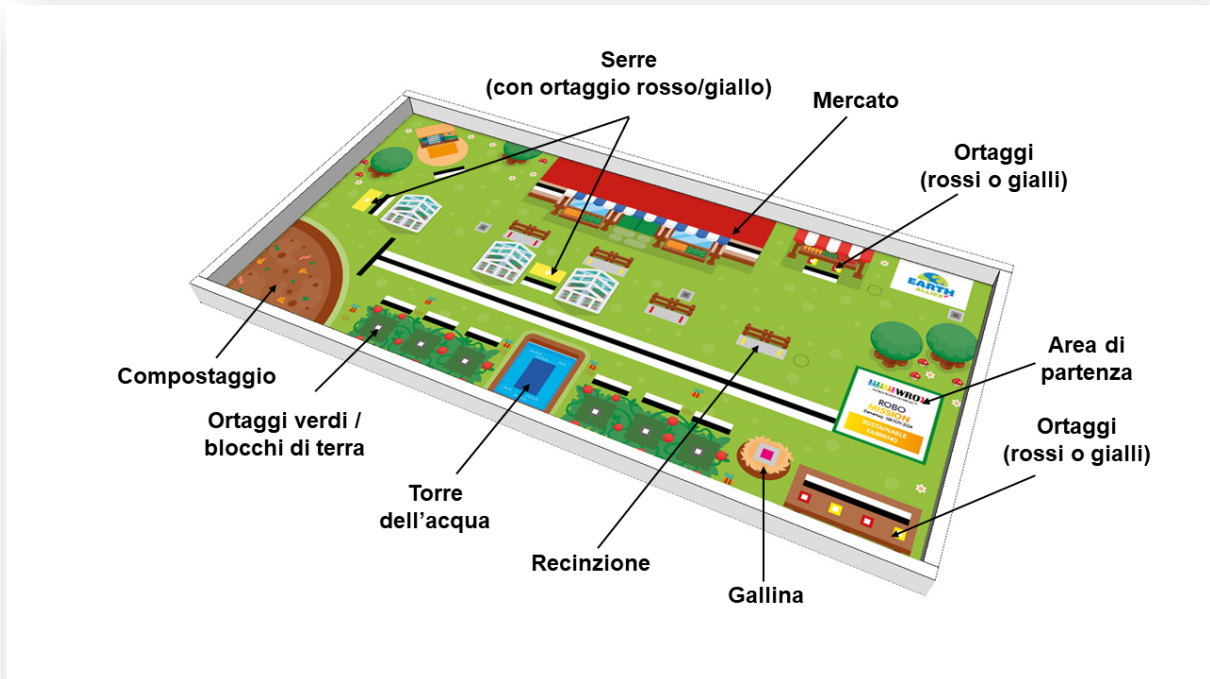 Serre
(con ortaggio rosso/giallo)
Mercato
Ortaggi
(rossi o gialli)
EARTH
ALLIES
Area di
partenza
WRO
ROBO
MISSION
SUSTAINABLE
FARMING
Ortaggi
(rossi o gialli)
Compostaggio
Ortaggi verdi /
blocchi di terra
Torre
dell’acqua
Recinzione
Gallina